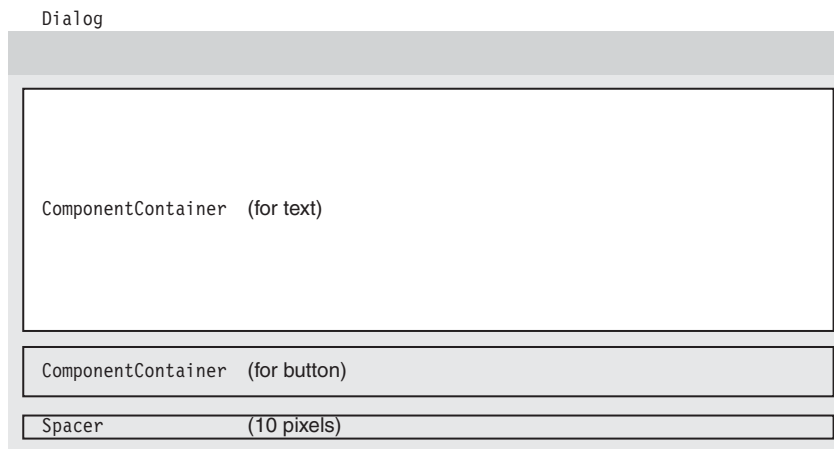 Dialog
ComponentContainer (for text)
ComponentContainer (for button)
Spacer (10 pixels)